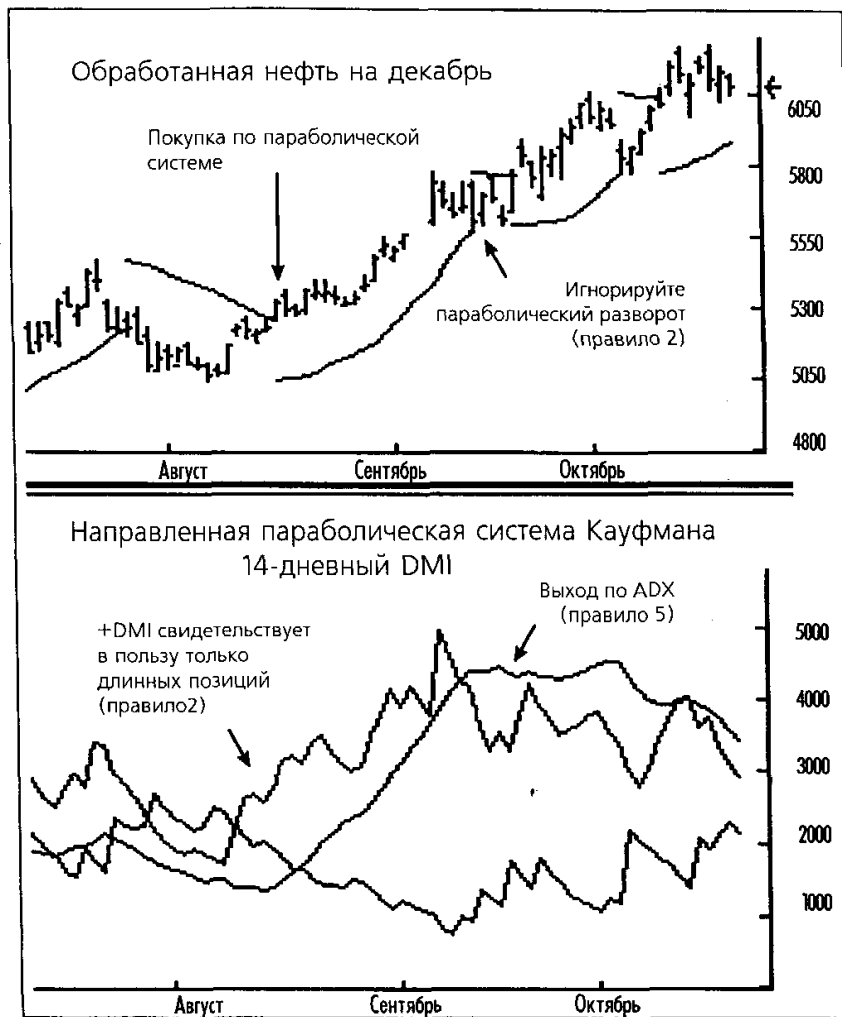 Обработанная нефть на декабрь
Покупка по параболической
системе
Игнорируйте
параболический разворот
(правило 2)
6050
5800
5550
5300
5050
4800
Август
Сентябрь
Октябрь
Направленная параболическая система Кауфмана
14-дневный DMI
+DMI свидетельствует
в пользу только
длинных позиций
(правило2)
Выход по ADX
(правило 5)
5000
4000
3000
2000
1000
Август
Сентябрь
Октябрь